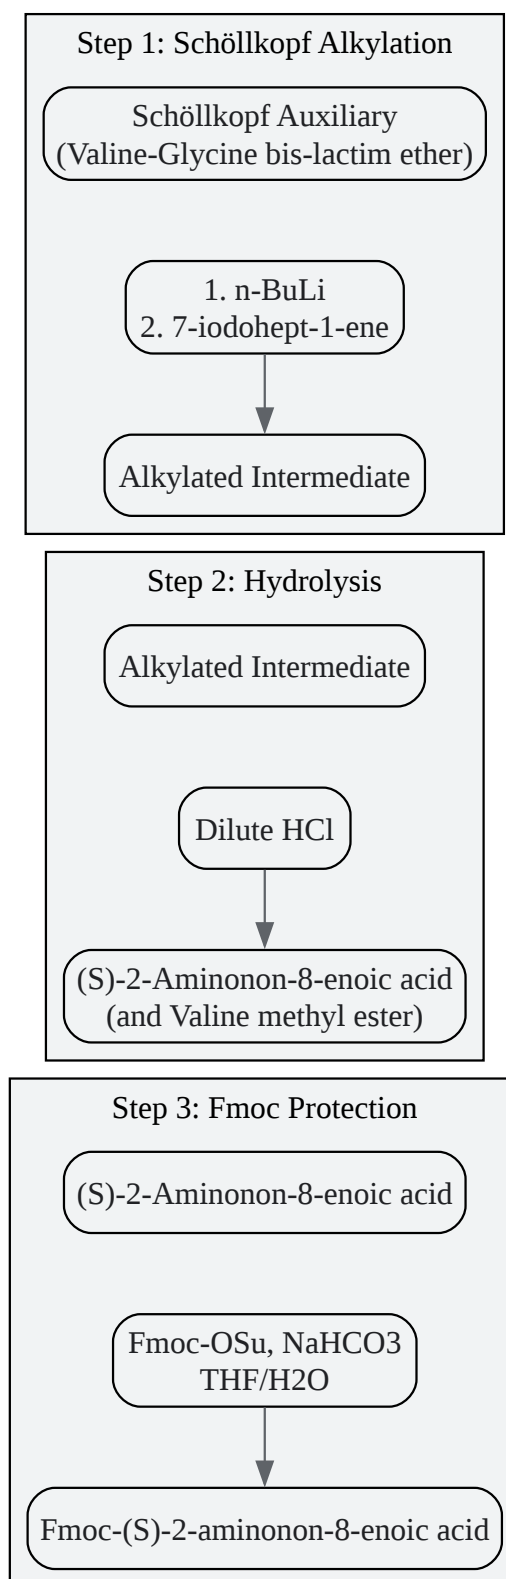 Step 1: Schöllkopf Alkylation
Schöllkopf Auxiliary
(Valine-Glycine bis-lactim ether)
1. n-BuLi
2. 7-iodohept-1-ene
Alkylated Intermediate
Step 2: Hydrolysis
Alkylated Intermediate
Dilute HCl
(S)-2-Aminonon-8-enoic acid
(and Valine methyl ester)
Step 3: Fmoc Protection
(S)-2-Aminonon-8-enoic acid
Fmoc-OSu, NaHCO3
THF/H2O
Fmoc-(S)-2-aminonon-8-enoic acid